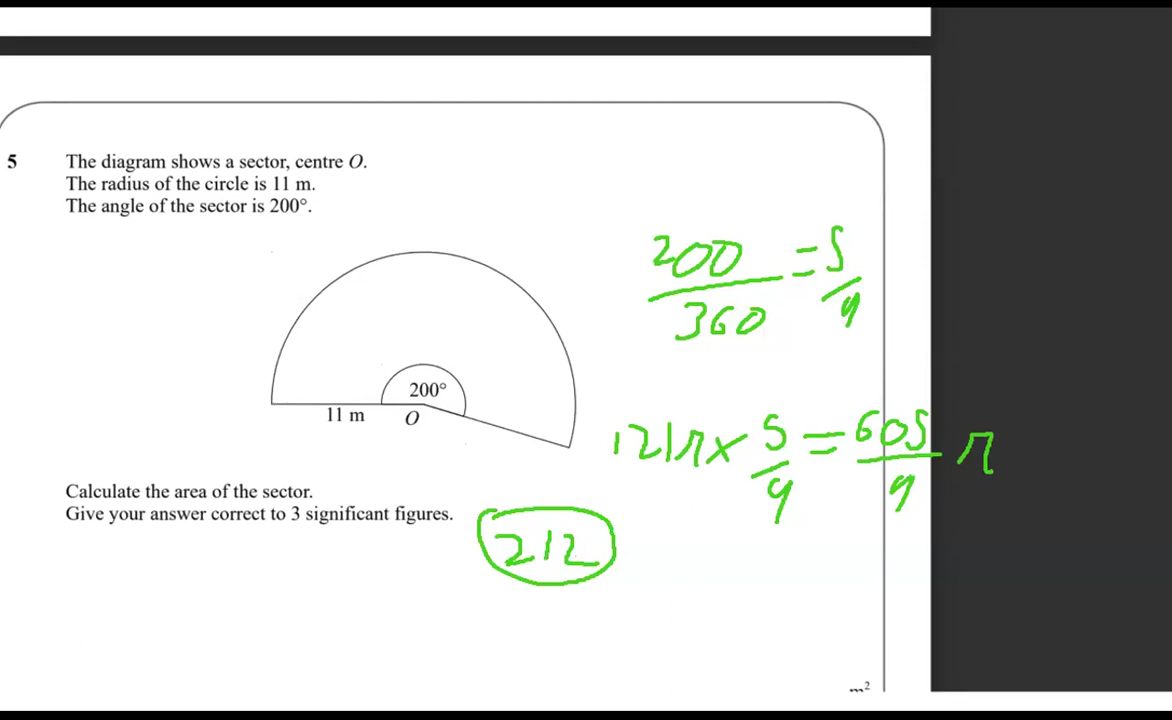 5 The diagram shows a sector, centre O.
The radius of the circle is 11 m.
The angle of the sector is 200°.
200/360 = 5/9
200°
11 m O
121π × 5/9 = 605/9 π
Calculate the area of the sector.
Give your answer correct to 3 significant figures.
212
m²